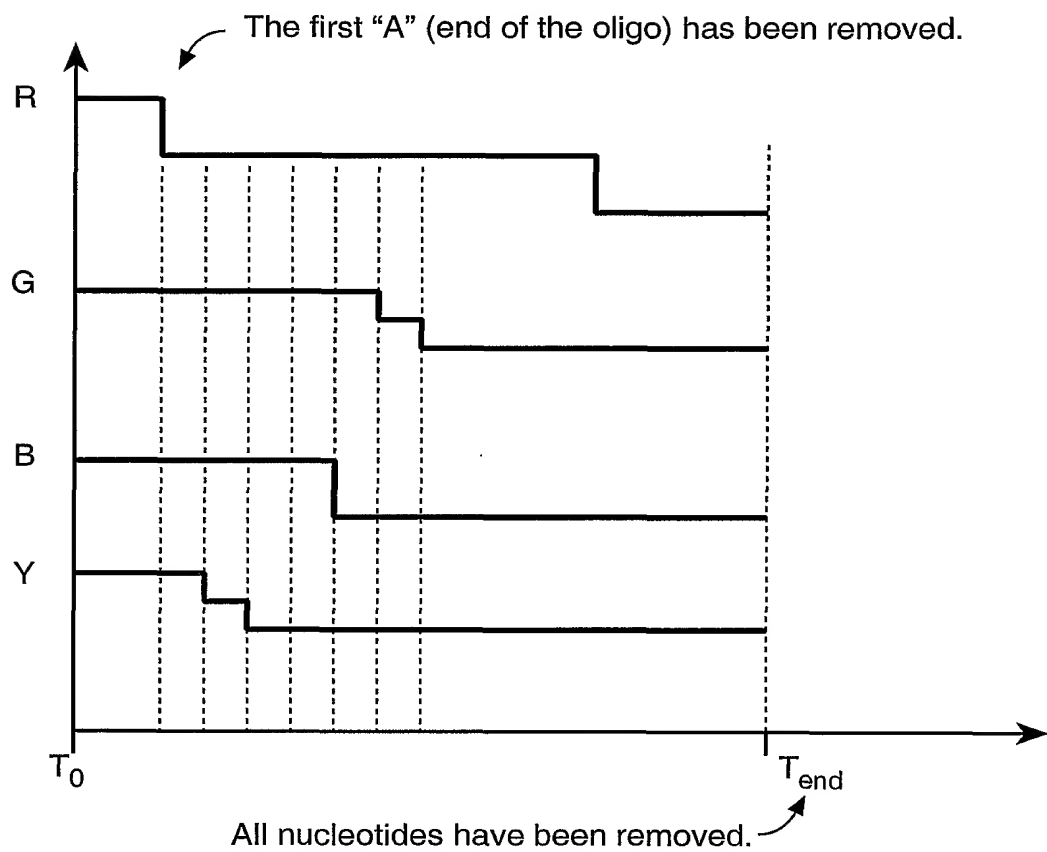 The first “A” (end of the oligo) has been removed.
R
G
B
Y
T0
Tend
All nucleotides have been removed.